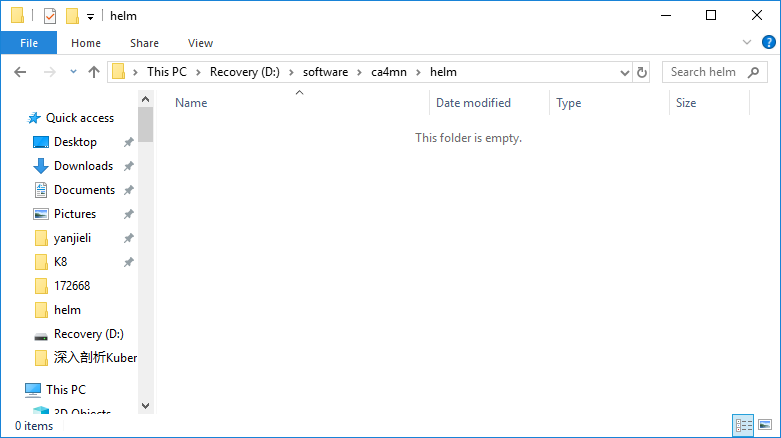 helm
File Home Share View
This PC Recovery (D:) software ca4mn helm Search helm
Name Date modified Type Size
This folder is empty.
Quick access
Desktop
Downloads
Documents
Pictures
yanjieli
K8
172668
helm
Recovery (D:)
深入剖析Kuber
This PC
3D Objects
0 items